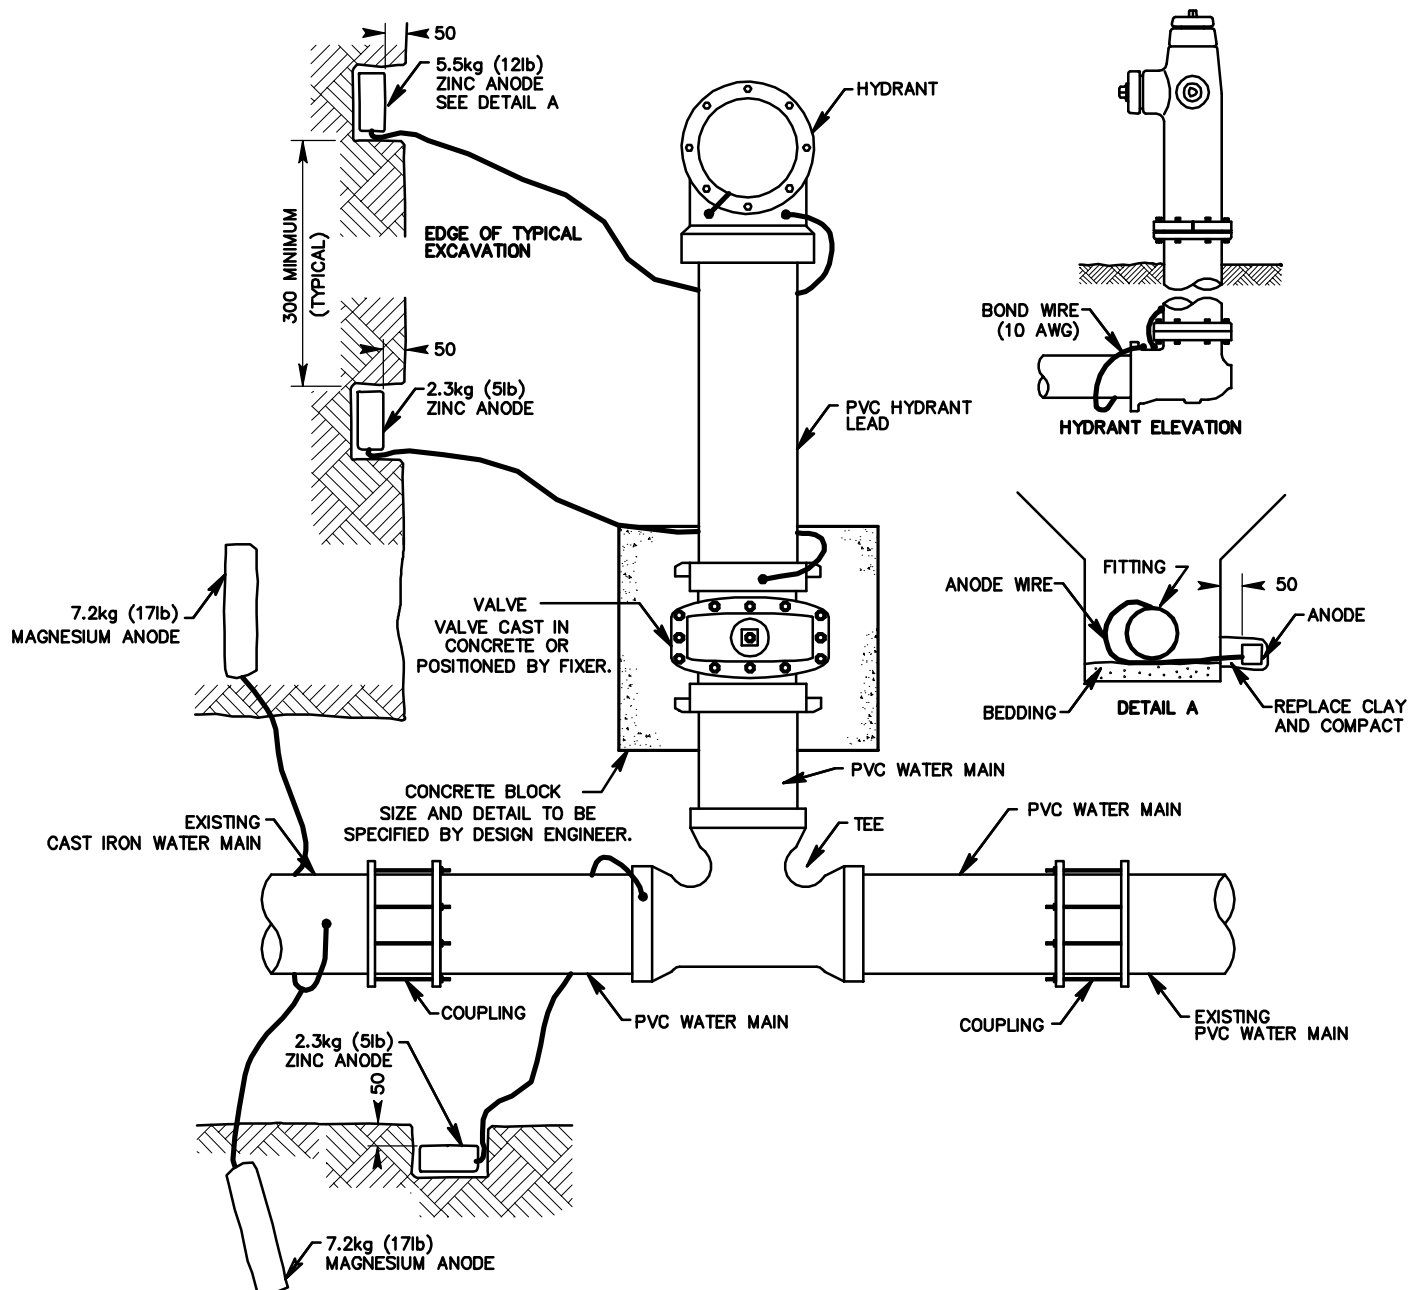 50
5.5kg (12lb)
ZINC ANODE
SEE DETAIL A
HYDRANT
300 MINIMUM
(TYPICAL)
EDGE OF TYPICAL
EXCAVATION
50
2.3kg (5lb)
ZINC ANODE
PVC HYDRANT
LEAD
BOND WIRE
(10 AWG)
HYDRANT ELEVATION
7.2kg (17lb)
MAGNESIUM ANODE
VALVE
VALVE CAST IN
CONCRETE OR
POSITIONED BY FIXER.
FITTING
50
ANODE WIRE
ANODE
BEDDING
DETAIL A
REPLACE CLAY
AND COMPACT
CONCRETE BLOCK
SIZE AND DETAIL TO BE
SPECIFIED BY DESIGN ENGINEER.
PVC WATER MAIN
EXISTING
CAST IRON WATER MAIN
TEE
PVC WATER MAIN
COUPLING
PVC WATER MAIN
COUPLING
EXISTING
PVC WATER MAIN
2.3kg (5lb)
ZINC ANODE
50
7.2kg (17lb)
MAGNESIUM ANODE